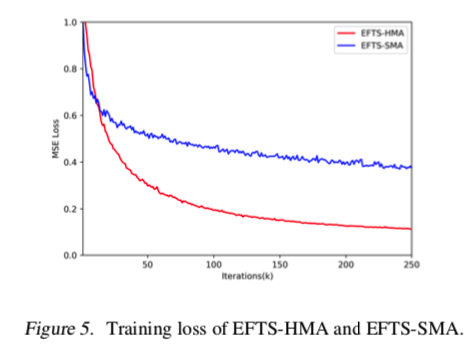 1.0
EFTS-HMA
EFTS-SMA
0.8
0.6
MSE Loss
0.4
0.2
0.0
50 100 150 200 250
Iterations(k)
Figure 5. Training loss of EFTS-HMA and EFTS-SMA.